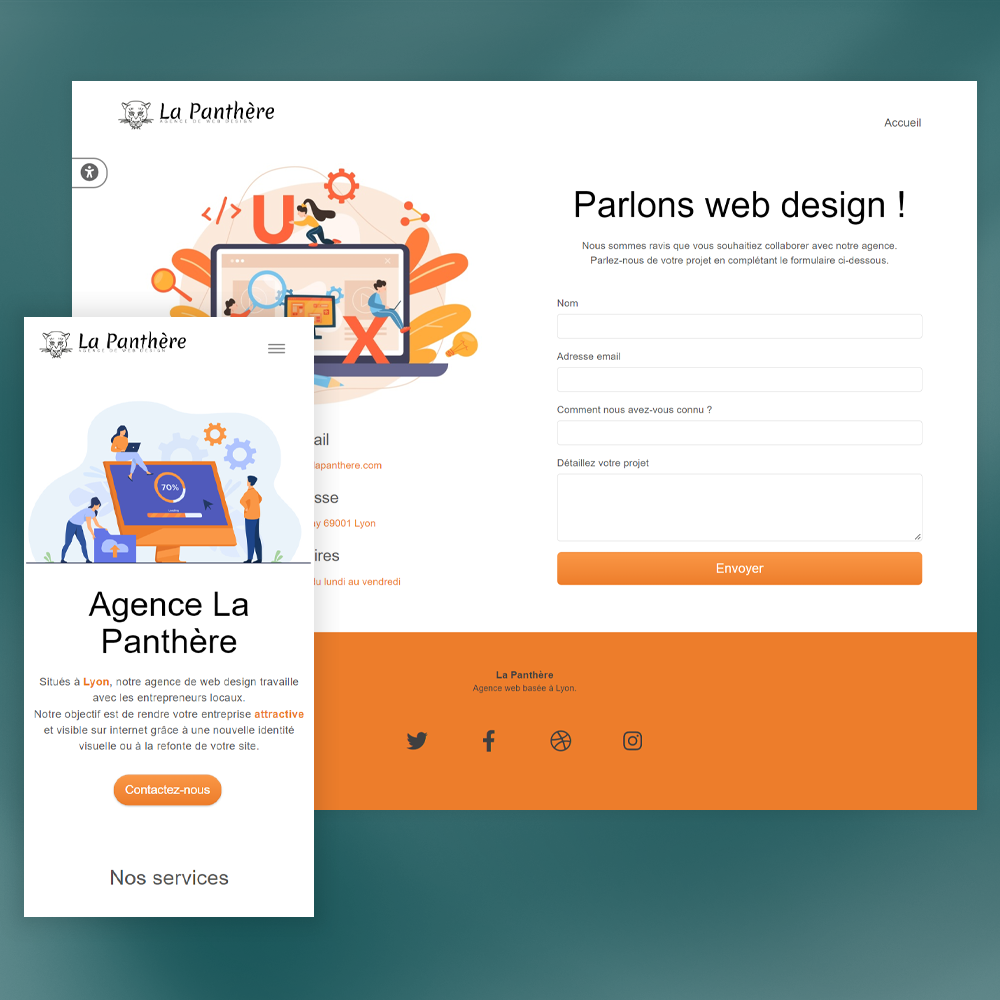 La Panthère
AGENCE DE WEB DESIGN
Accueil
U
X
Parlons web design !
Nous sommes ravis que vous souhaitiez collaborer avec notre agence.
Parlez-nous de votre projet en complétant le formulaire ci-dessous.
Nom
Adresse email
Comment nous avez-vous connu ?
Détaillez votre projet
Envoyer
ail
lapanthere.com
sse
ay 69001 Lyon
ires
du lundi au vendredi
La Panthère
Agence web basée à Lyon.
La Panthère
AGENCE DE WEB DESIGN
70%
Loading
Agence La
Panthère
Situés à Lyon, notre agence de web design travaille
avec les entrepreneurs locaux.
Notre objectif est de rendre votre entreprise attractive
et visible sur internet grâce à une nouvelle identité
visuelle ou à la refonte de votre site.
Contactez-nous
Nos services